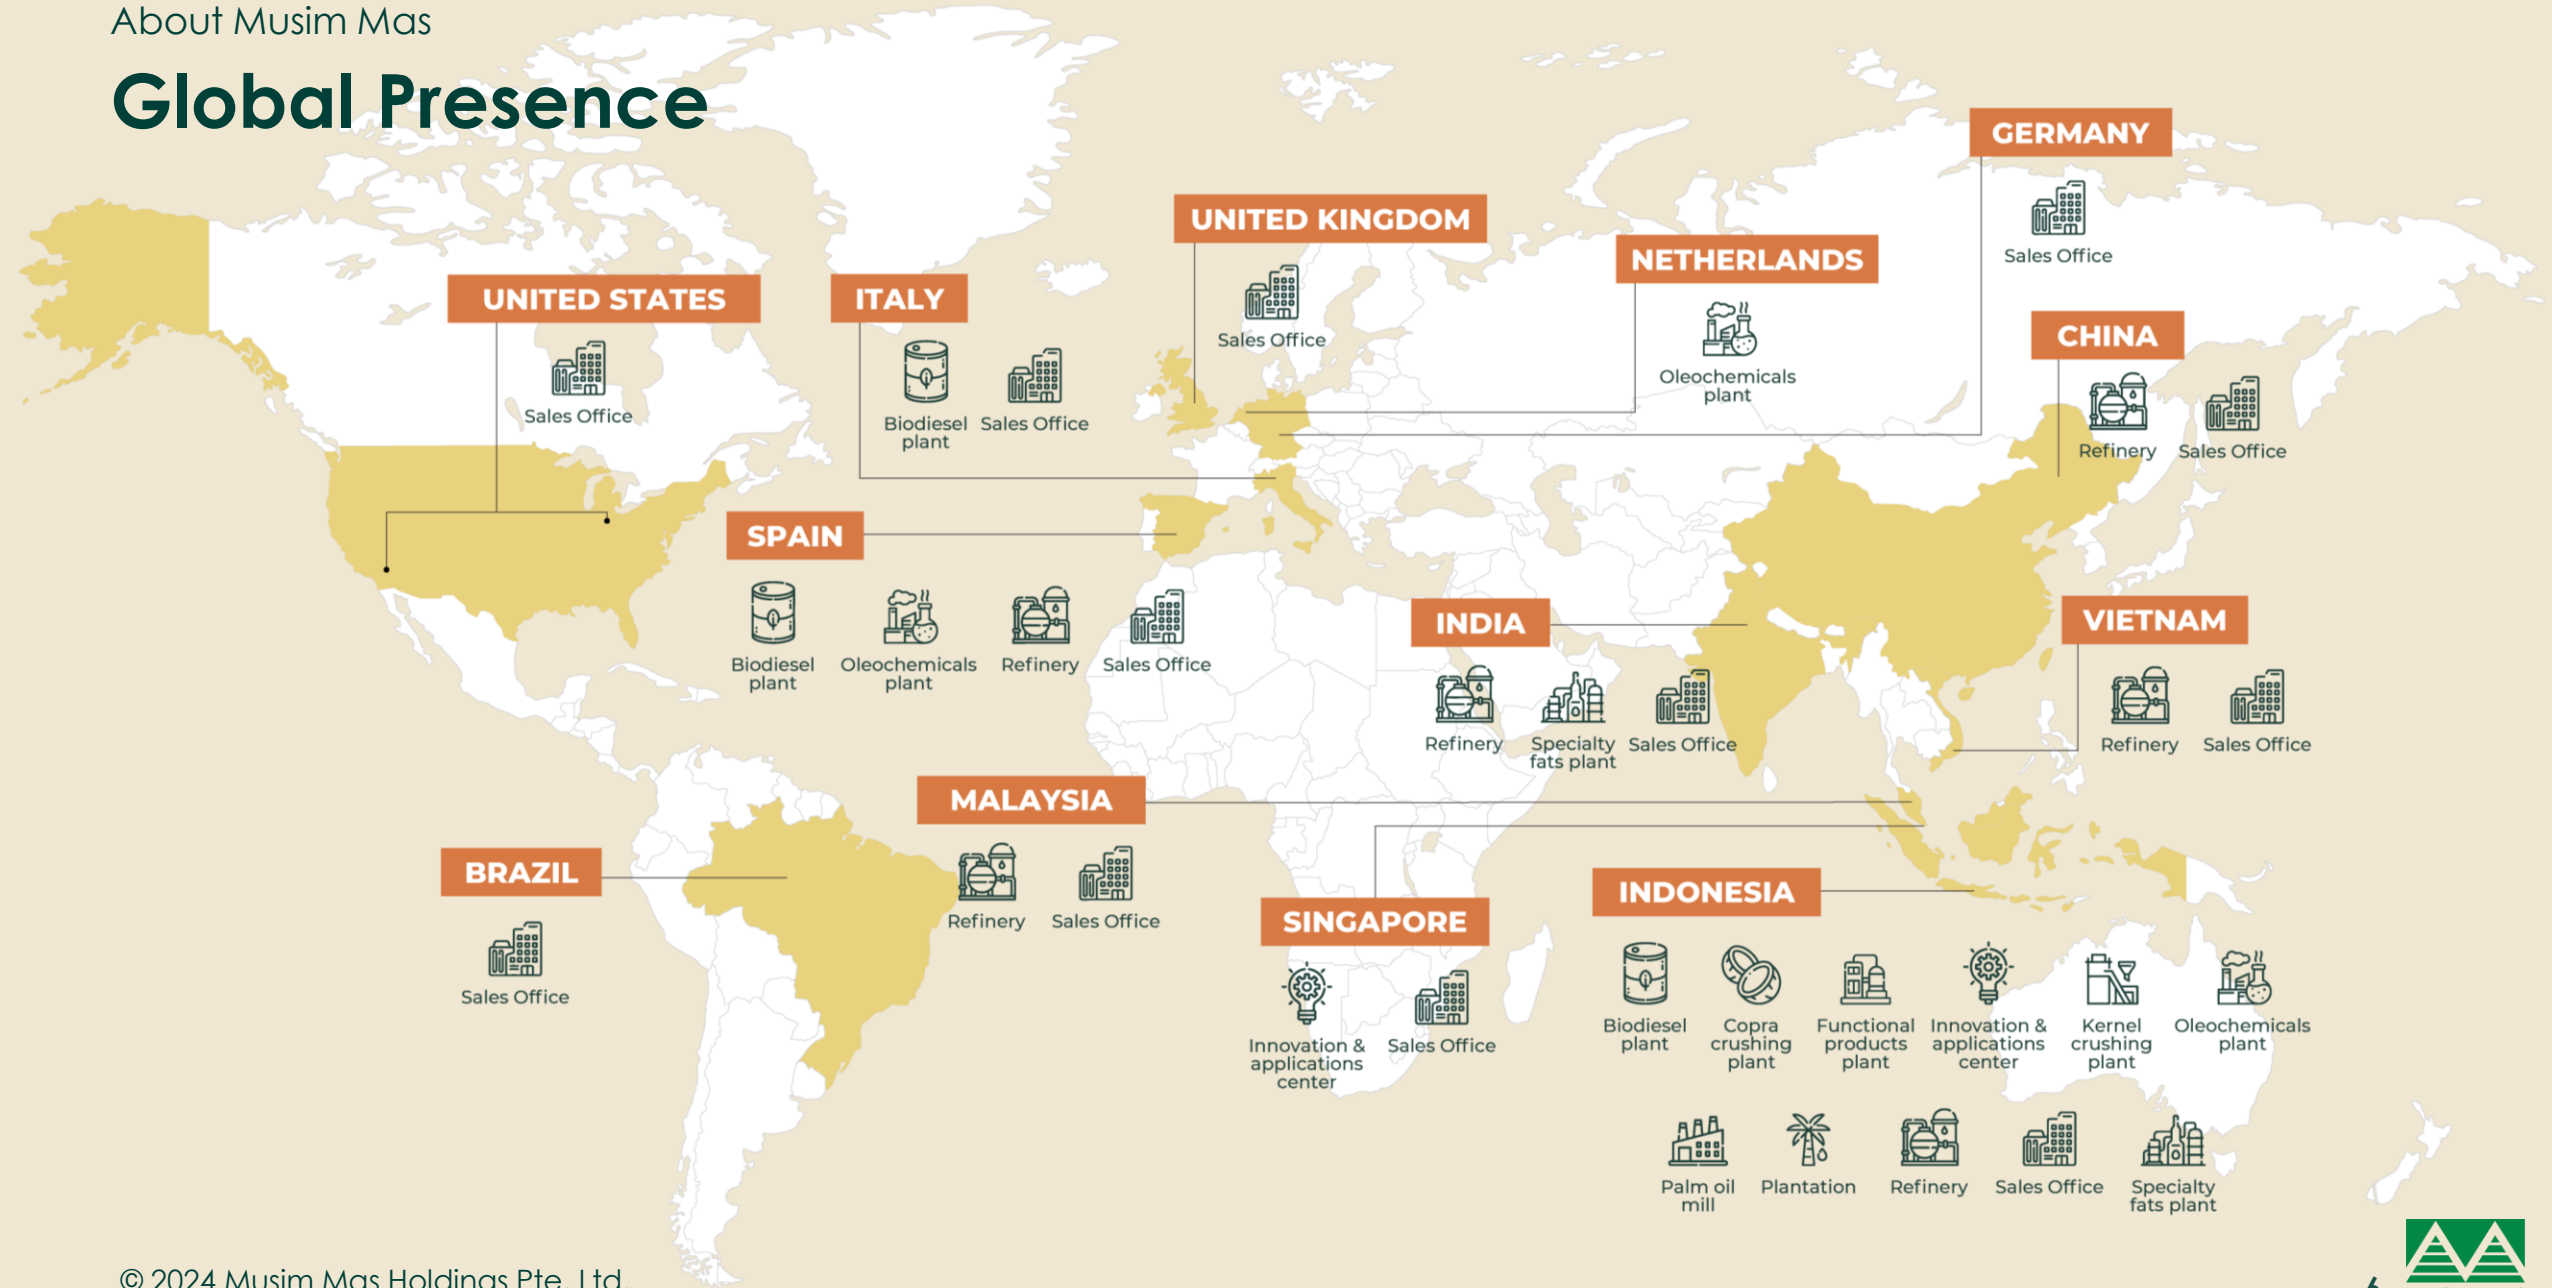 About Musim Mas
Global Presence
GERMANY
Sales Office
UNITED KINGDOM
Sales Office
NETHERLANDS
Oleochemicals
plant
UNITED STATES
Sales Office
ITALY
Biodiesel
plant
Sales Office
CHINA
Refinery
Sales Office
SPAIN
Biodiesel
plant
Oleochemicals
plant
Refinery
Sales Office
INDIA
Refinery
Specialty
fats plant
Sales Office
VIETNAM
Refinery
Sales Office
MALAYSIA
Refinery
Sales Office
BRAZIL
Sales Office
SINGAPORE
Innovation &
applications
center
Sales Office
INDONESIA
Biodiesel
plant
Copra
crushing
plant
Functional
products
plant
Innovation &
applications
center
Kernel
crushing
plant
Oleochemicals
plant
Palm oil
mill
Plantation
Refinery
Sales Office
Specialty
fats plant
© 2024 Musim Mas Holdings Pte. Ltd.
6